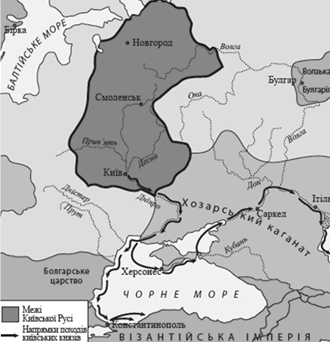 Бірка
БАЛТІЙСЬКЕ МОРЕ
Новгород
Волга
Смоленськ
Ока
Булгар
Волзька
Булгарія
Волга
Прип'ять
Десна
Київ
Дон
Дністер
Прут
Дніпро
Хозарський каганат
Ітіль
Саркел
Кубань
Болгарське
царство
Херсонес
ЧОРНЕ МОРЕ
Константинополь
ВІЗАНТІЙСЬКА ІМПЕРІЯ
Межі
Київської Русі
Напрямки походів
київських князів